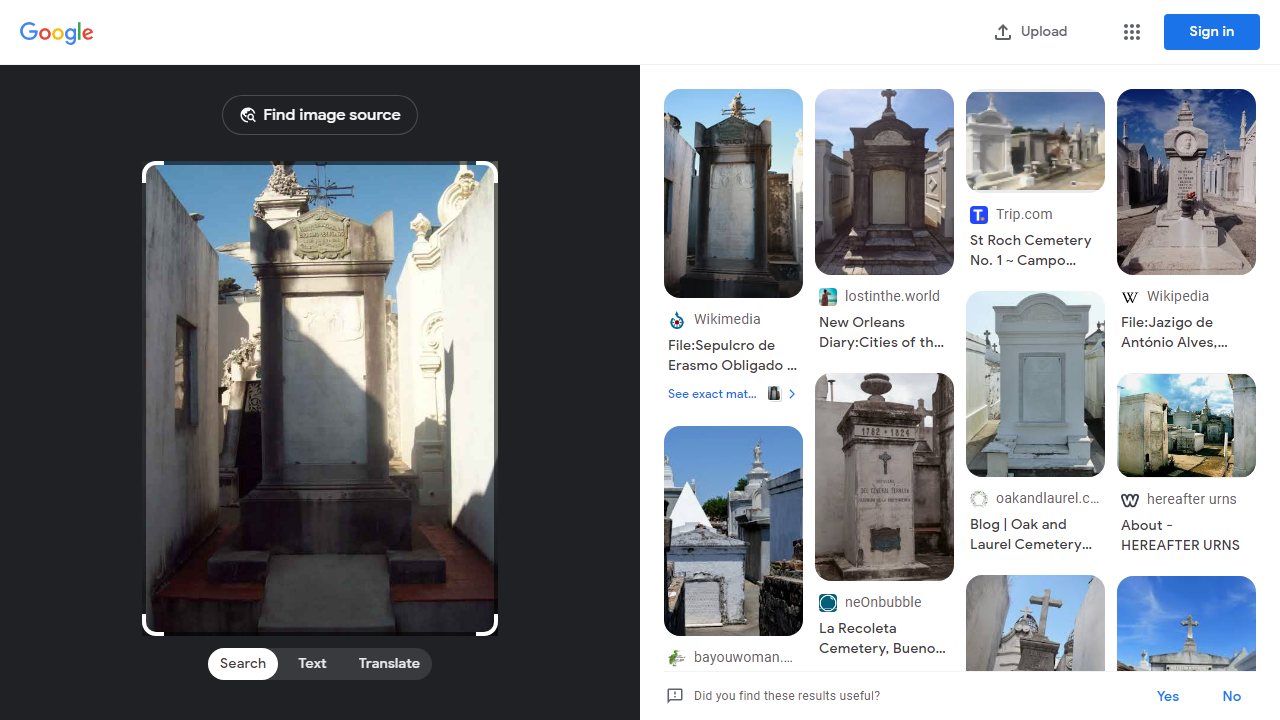 Google
Upload
Sign in
Find image source
Search
Text
Translate
Wikimedia
File:Sepulcro de
Erasmo Obligado ...
See exact mat...
bayouwoman....
lostinthe.world
New Orleans
Diary:Cities of th...
1782 - 1824
neOnbubble
La Recoleta
Cemetery, Bueno...
Trip.com
St Roch Cemetery
No. 1 ~ Campo...
oakandlaurel.c...
Blog | Oak and
Laurel Cemetery...
Wikipedia
File:Jazigo de
António Alves,...
hereafter urns
About -
HEREAFTER URNS
Did you find these results useful?
Yes
No